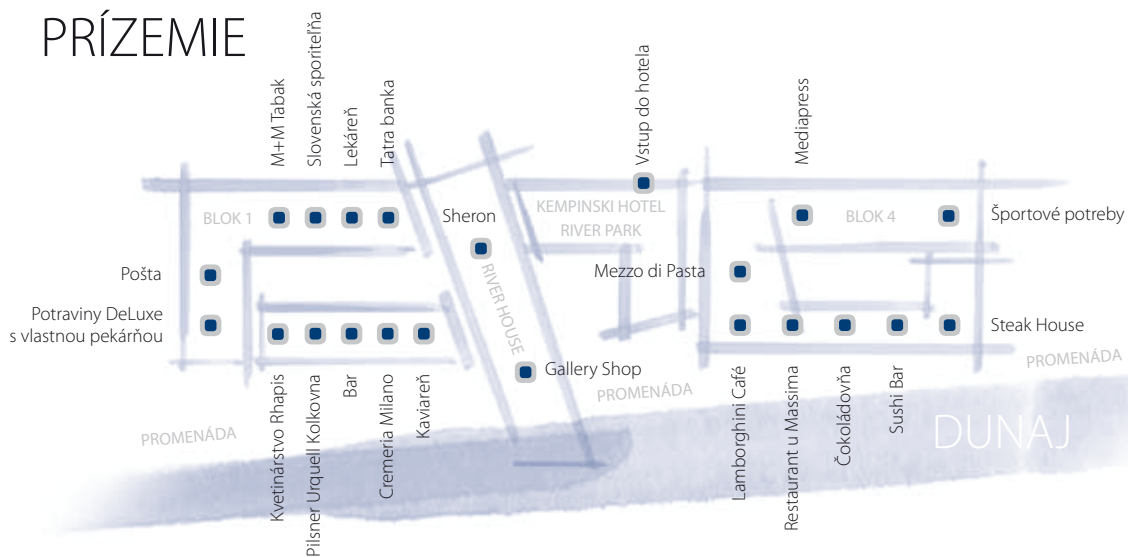 PRÍZEMIE
M+M Tabak
Slovenská sporiteľňa
Lekáreň
Tatra banka
Vstup do hotela
Mediapress
BLOK 1
Sheron
KEMPINSKI HOTEL
RIVER PARK
BLOK 4
Športové potreby
Pošta
RIVER HOUSE
Mezzo di Pasta
Potraviny DeLuxe
s vlastnou pekárňou
Steak House
Gallery Shop
PROMENÁDA
PROMENÁDA
PROMENÁDA
Kvetinárstvo Rhapis
Pilsner Urquell Kolkovna
Bar
Cremeria Milano
Kaviareň
Lamborghini Café
Restaurant u Massima
Čokoládovňa
Sushi Bar
DUNAJ